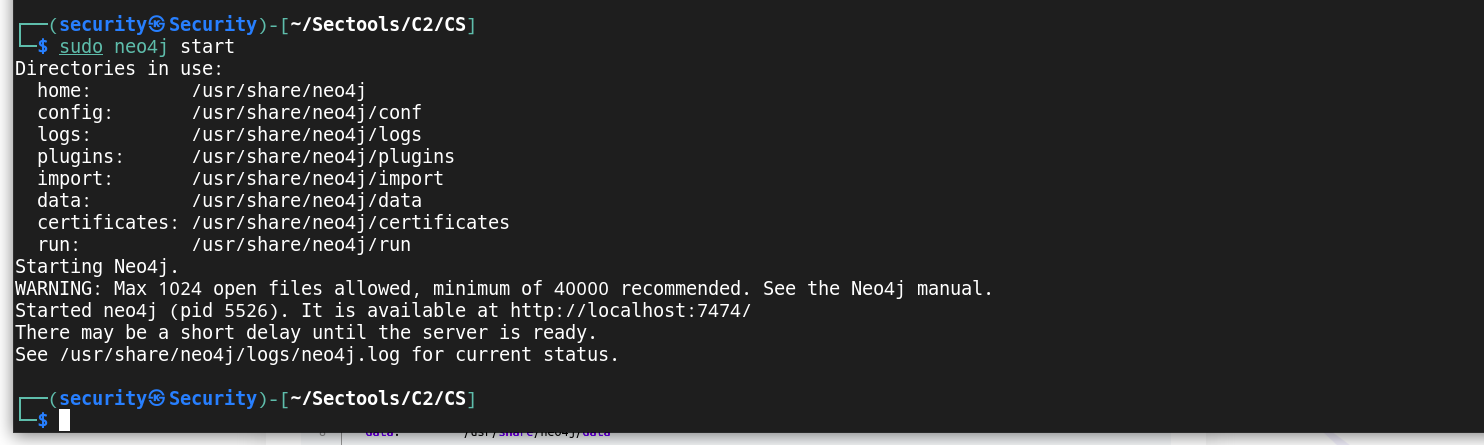 ┌──(security㉿Security)-[~/Sectools/C2/CS]
└─$ sudo neo4j start
Directories in use:
  home:         /usr/share/neo4j
  config:       /usr/share/neo4j/conf
  logs:         /usr/share/neo4j/logs
  plugins:      /usr/share/neo4j/plugins
  import:       /usr/share/neo4j/import
  data:         /usr/share/neo4j/data
  certificates: /usr/share/neo4j/certificates
  run:          /usr/share/neo4j/run
Starting Neo4j.
WARNING: Max 1024 open files allowed, minimum of 40000 recommended. See the Neo4j manual.
Started neo4j (pid 5526). It is available at http://localhost:7474/
There may be a short delay until the server is ready.
See /usr/share/neo4j/logs/neo4j.log for current status.
┌──(security㉿Security)-[~/Sectools/C2/CS]
└─$
data:         /usr/share/neo4j/data